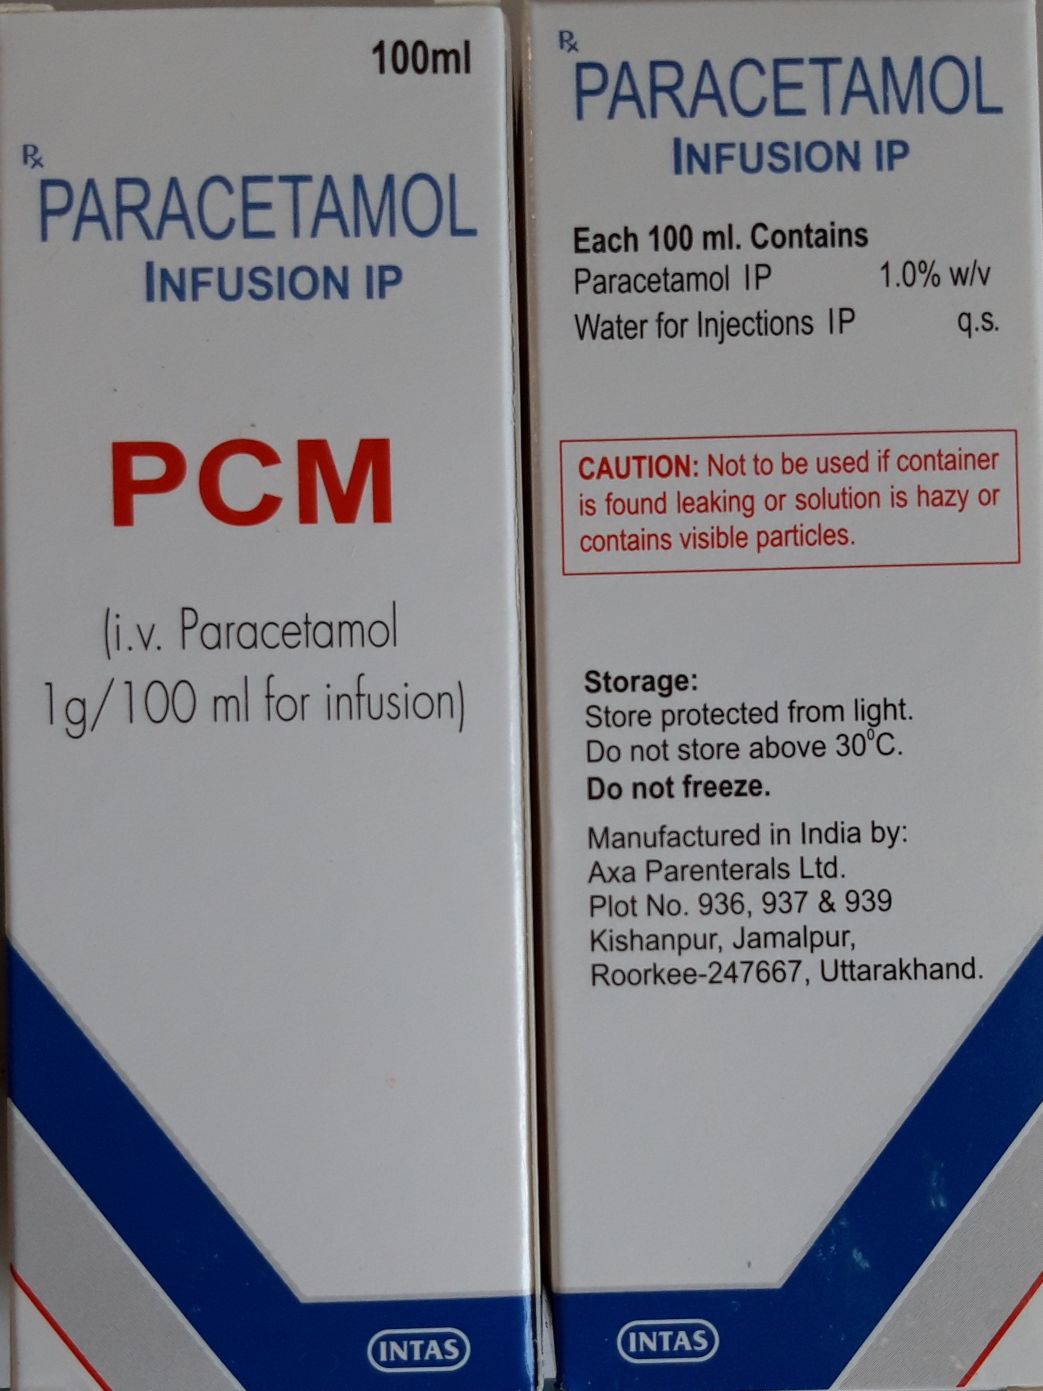 100ml
Rx
PARACETAMOL
INFUSION IP
PCM
(i.v. Paracetamol
1g/100 ml for infusion)
INTAS
Rx
PARACETAMOL
INFUSION IP
Each 100 ml. Contains
Paracetamol IP 1.0% w/v
Water for Injections IP q.s.
CAUTION: Not to be used if container
is found leaking or solution is hazy or
contains visible particles.
Storage:
Store protected from light.
Do not store above 30°C.
Do not freeze.
Manufactured in India by:
Axa Parenterals Ltd.
Plot No. 936, 937 & 939
Kishanpur, Jamalpur,
Roorkee-247667, Uttarakhand.
INTAS